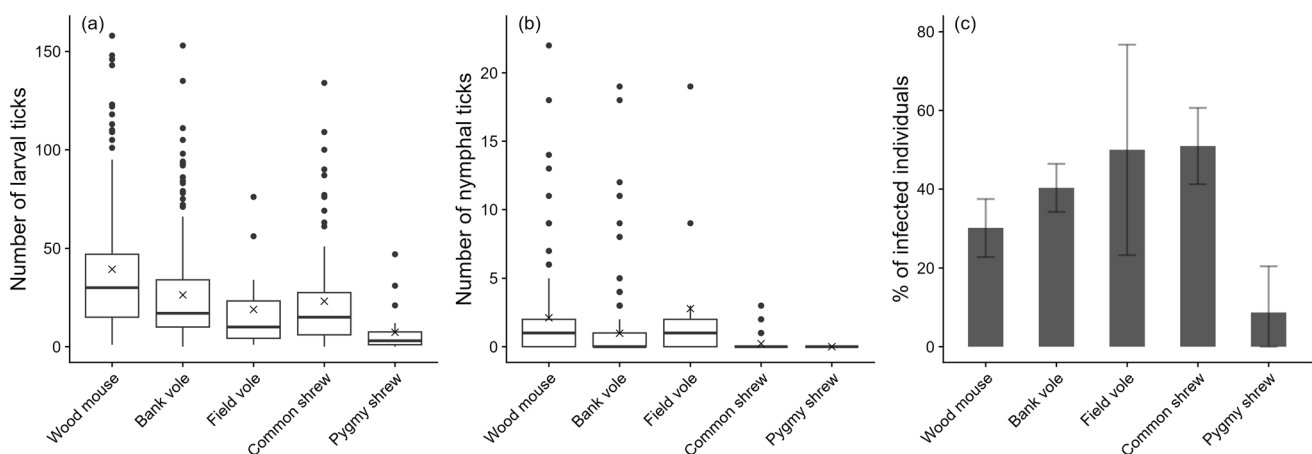 (a)
Number of larval ticks
150
100
50
0
Wood mouse
Bank vole
Field vole
Common shrew
Pygmy shrew
(b)
Number of nymphal ticks
20
15
10
5
0
Wood mouse
Bank vole
Field vole
Common shrew
Pygmy shrew
(c)
% of infected individuals
80
60
40
20
0
Wood mouse
Bank vole
Field vole
Common shrew
Pygmy shrew